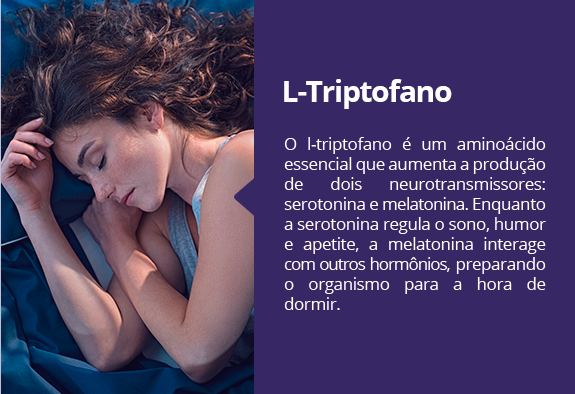 L-Triptofano
O l-triptofano é um aminoácido
essencial que aumenta a produção
de dois neurotransmissores:
serotonina e melatonina. Enquanto
a serotonina regula o sono, humor
e apetite, a melatonina interage
com outros hormônios, preparando
o organismo para a hora de
dormir.